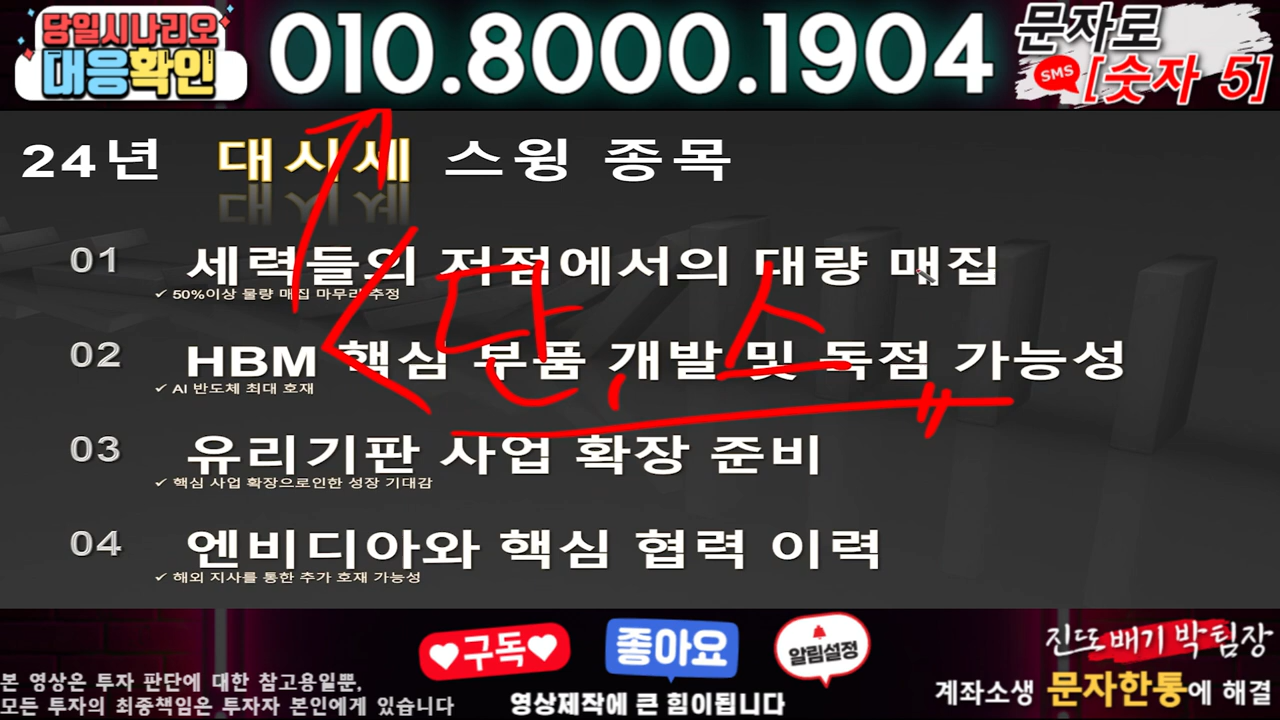 당일시나리오
대응확인
010.8000.1904
문자로
SMS
[숫자 5]
24년 대시세 스윙 종목
01 세력들의 저점에서의 대량 매집
✓ 50%이상 물량 매집 마무리 추정
02 HBM 핵심 부품 개발 및 독점 가능성
✓ AI 반도체 최대 호재
03 유리기판 사업 확장 준비
✓ 핵심 사업 확장으로인한 성장 기대감
04 엔비디아와 핵심 협력 이력
✓ 해외 지사를 통한 추가 호재 가능성
단, 스
구독
좋아요
알림설정
영상제작에 큰 힘이됩니다
본 영상은 투자 판단에 대한 참고용일뿐,
모든 투자의 최종책임은 투자자 본인에게 있습니다
진또배기 박팀장
계좌소생 문자한통에 해결